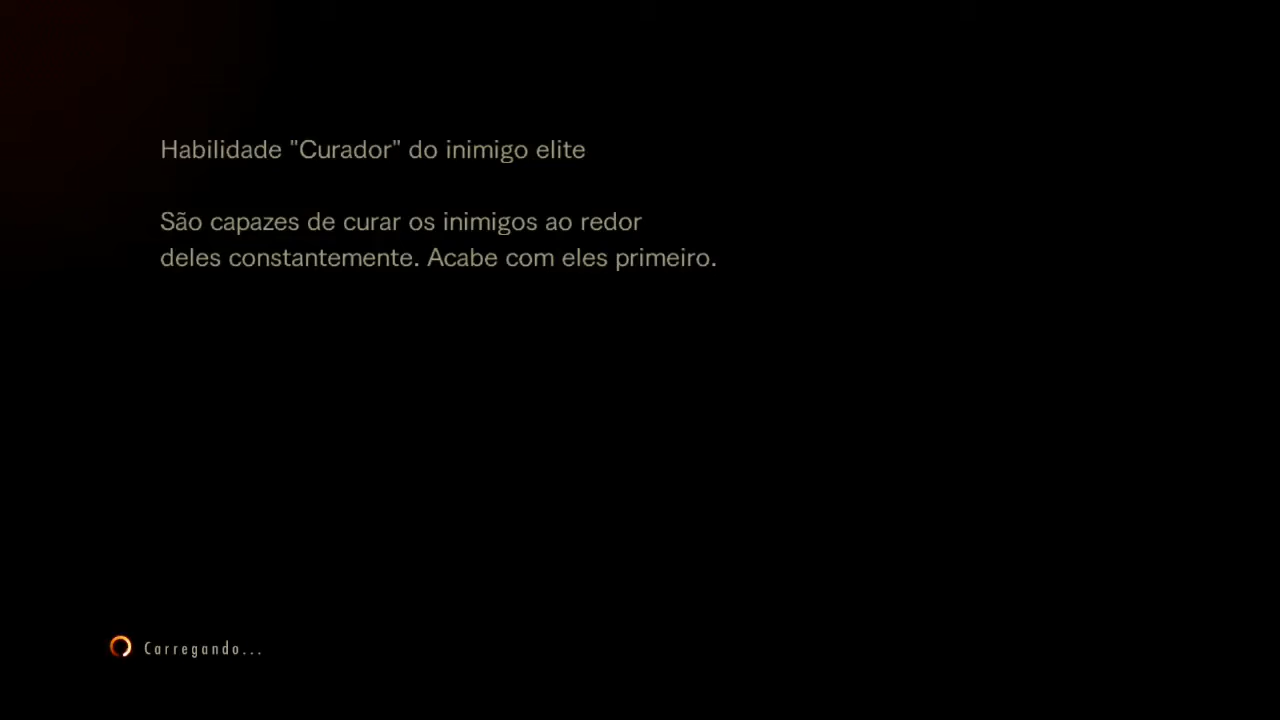 Habilidade "Curador" do inimigo elite
São capazes de curar os inimigos ao redor
deles constantemente. Acabe com eles primeiro.
Carregando...